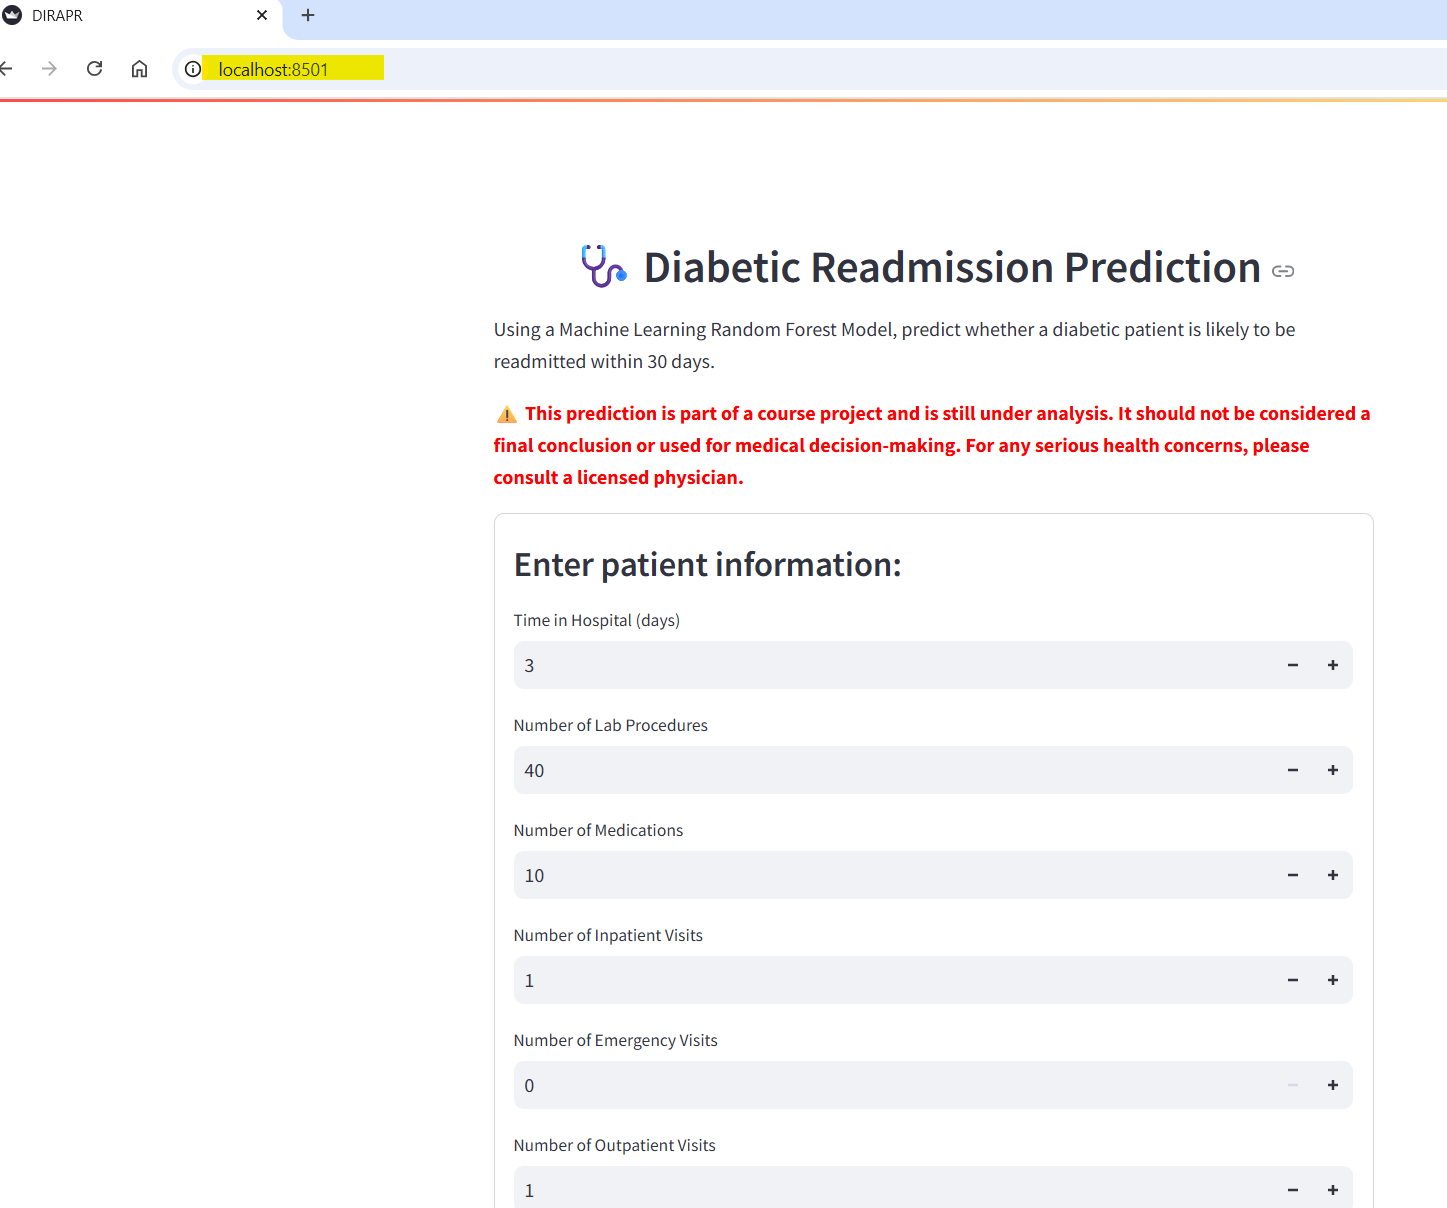 DIRAPR
localhost:8501
Diabetic Readmission Prediction
Using a Machine Learning Random Forest Model, predict whether a diabetic patient is likely to be
readmitted within 30 days.
⚠️ This prediction is part of a course project and is still under analysis. It should not be considered a
final conclusion or used for medical decision-making. For any serious health concerns, please
consult a licensed physician.
Enter patient information:
Time in Hospital (days)
3
Number of Lab Procedures
40
Number of Medications
10
Number of Inpatient Visits
1
Number of Emergency Visits
0
Number of Outpatient Visits
1